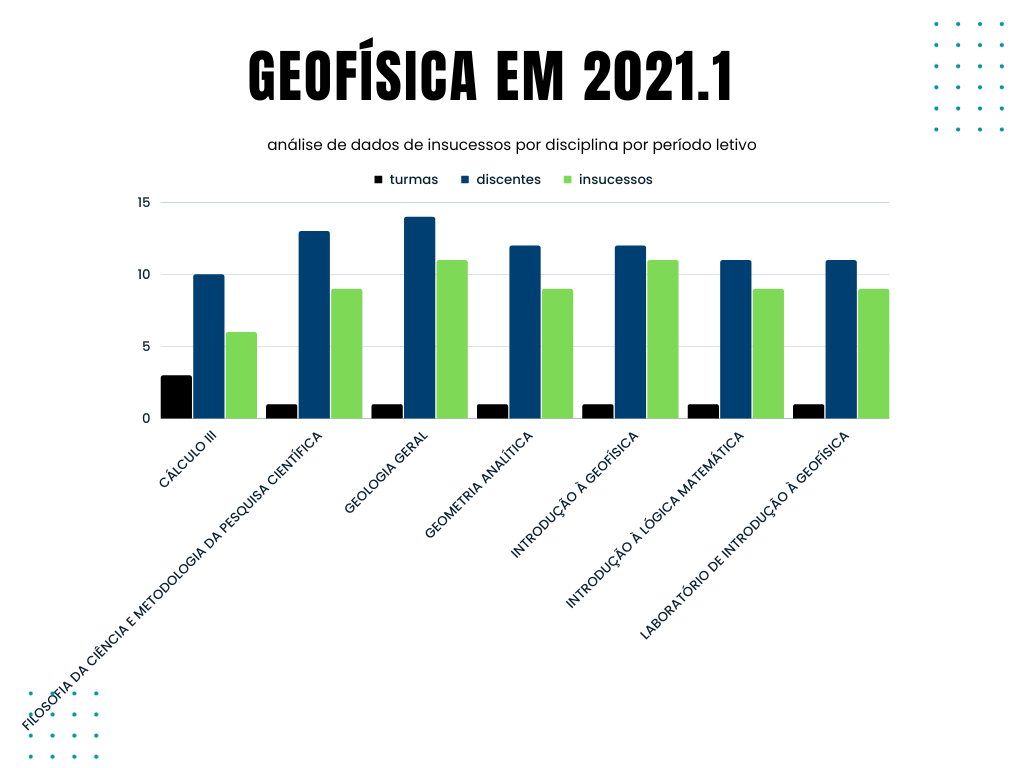 GEOFÍSICA EM 2021.1
análise de dados de insucessos por disciplina por período letivo
turmas discentes insucessos
15
10
5
0
CÁLCULO III
FILOSOFIA DA CIÊNCIA E METODOLOGIA DA PESQUISA CIENTÍFICA
GEOLOGIA GERAL
GEOMETRIA ANALÍTICA
INTRODUÇÃO À GEOFÍSICA
INTRODUÇÃO À LÓGICA MATEMÁTICA
LABORATÓRIO DE INTRODUÇÃO À GEOFÍSICA